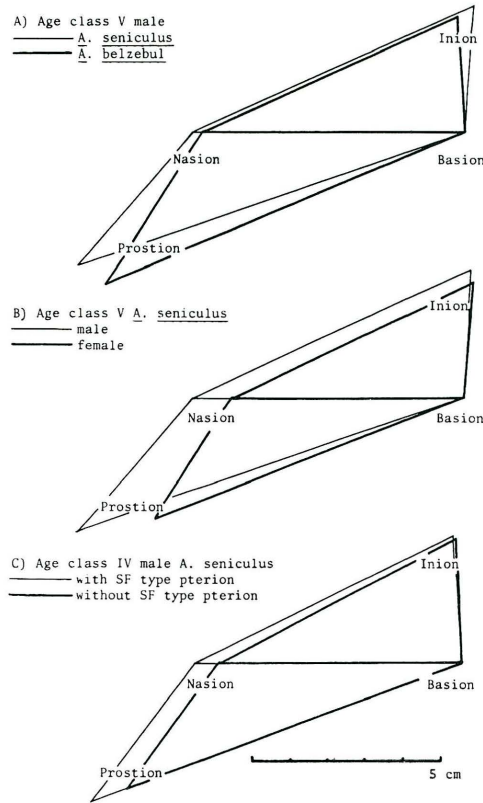 A) Age class V male
A. seniculus
A. belzebul
Inion
Nasion
Basion
Prostion
B) Age class V A. seniculus
male
female
Inion
Nasion
Basion
Prostion
C) Age class IV male A. seniculus
with SF type pterion
without SF type pterion
Inion
Nasion
Basion
Prostion
5 cm